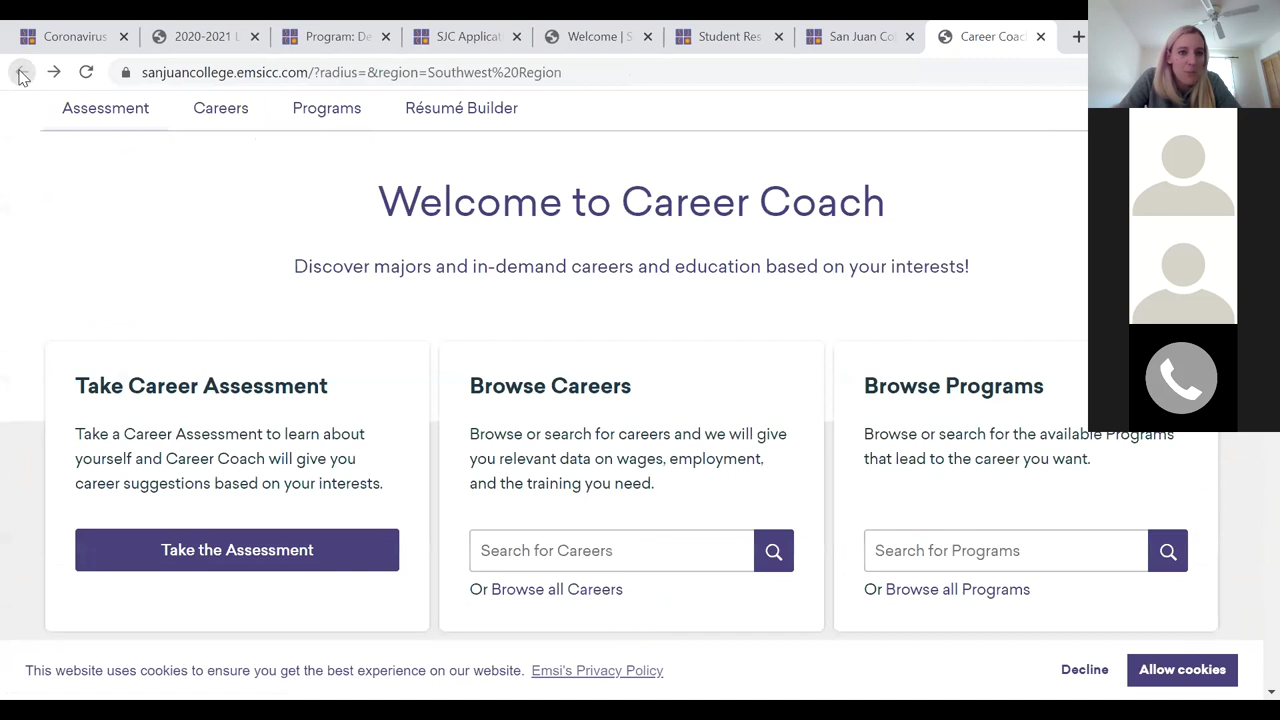 Coronavirus
2020-2021 L
Program: De
SJC Applicat
Welcome | S
Student Res
San Juan Co
Career Coac
sanjuancollege.emsicc.com/?radius=&region=Southwest%20Region
Assessment
Careers
Programs
Résumé Builder
Welcome to Career Coach
Discover majors and in-demand careers and education based on your interests!
Take Career Assessment
Take a Career Assessment to learn about
yourself and Career Coach will give you
career suggestions based on your interests.
Take the Assessment
Browse Careers
Browse or search for careers and we will give
you relevant data on wages, employment,
and the training you need.
Search for Careers
Or Browse all Careers
Browse Programs
Browse or search for the available Programs
that lead to the career you want.
Search for Programs
Or Browse all Programs
This website uses cookies to ensure you get the best experience on our website. Emsi's Privacy Policy
Decline
Allow cookies